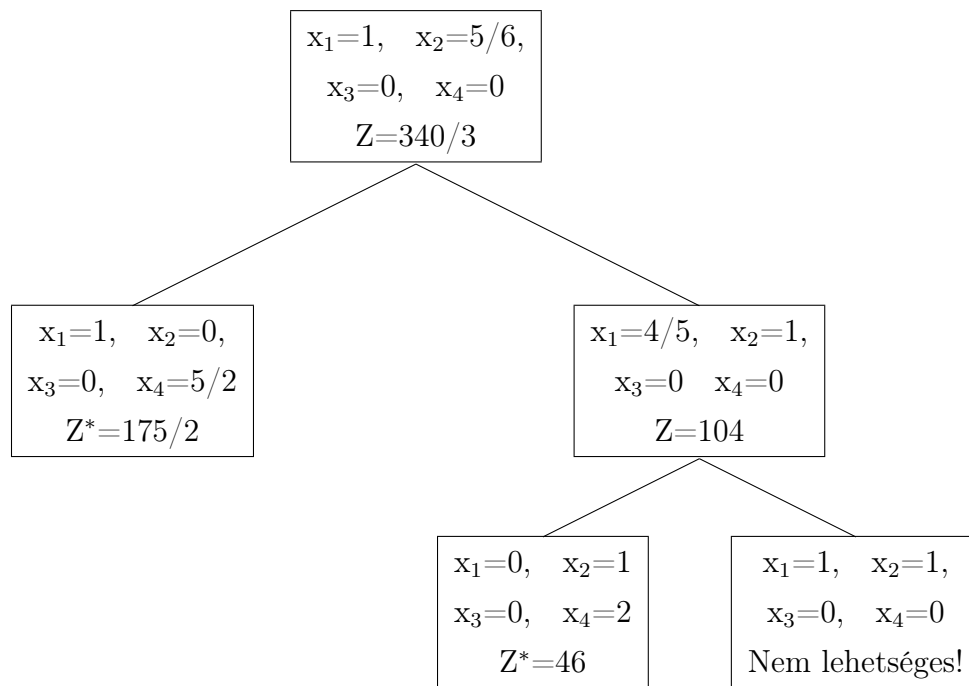 x₁=1, x₂=5/6,
x₃=0, x₄=0
Z=340/3
x₁=1, x₂=0,
x₃=0, x₄=5/2
Z*=175/2
x₁=4/5, x₂=1,
x₃=0 x₄=0
Z=104
x₁=0, x₂=1
x₃=0, x₄=2
Z*=46
x₁=1, x₂=1,
x₃=0, x₄=0
Nem lehetséges!